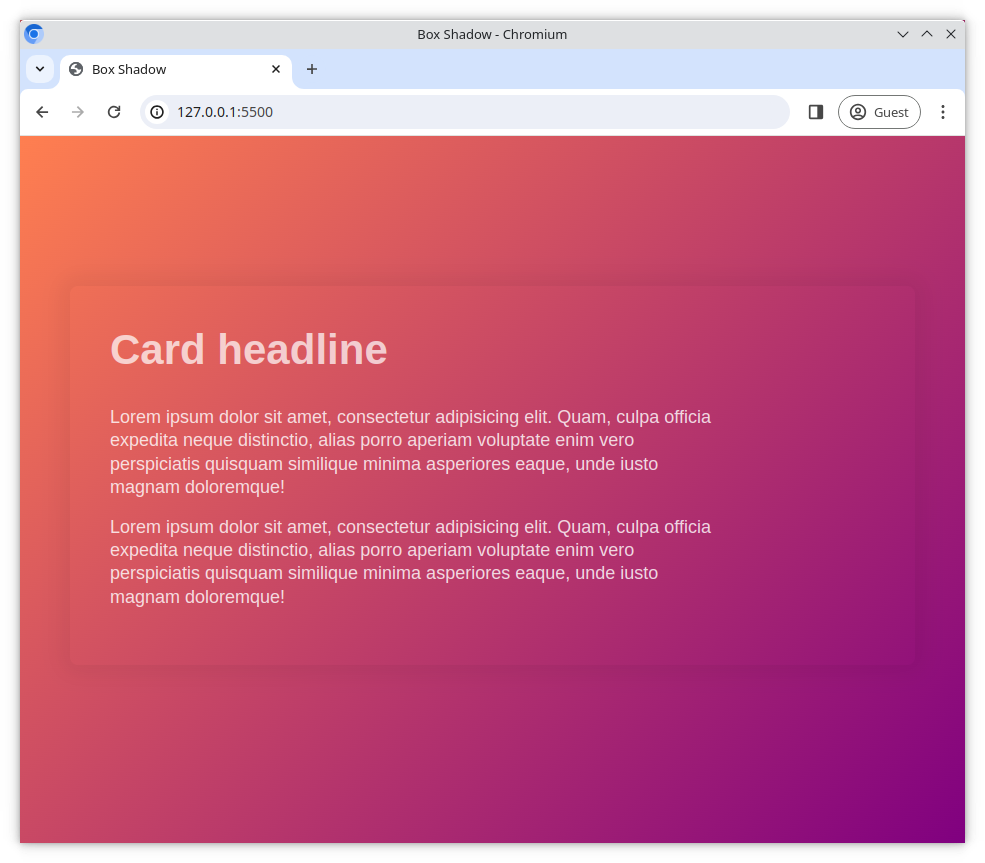 Box Shadow - Chromium
Box Shadow
127.0.0.1:5500
Guest
Card headline
Lorem ipsum dolor sit amet, consectetur adipisicing elit. Quam, culpa officia
expedita neque distinctio, alias porro aperiam voluptate enim vero
perspiciatis quisquam similique minima asperiores eaque, unde iusto
magnam doloremque!
Lorem ipsum dolor sit amet, consectetur adipisicing elit. Quam, culpa officia
expedita neque distinctio, alias porro aperiam voluptate enim vero
perspiciatis quisquam similique minima asperiores eaque, unde iusto
magnam doloremque!